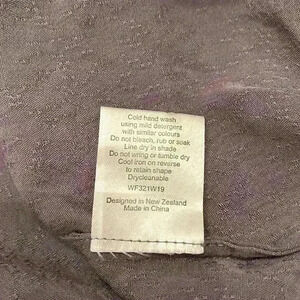 Cold hand wash
using mild detergent
with similar colours
Do not bleach, rub or soak
Line dry in shade
Do not wring or tumble dry
Cool iron on reverse
to retain shape
Drycleanable
WF321W19
Designed in New Zealand
Made in China